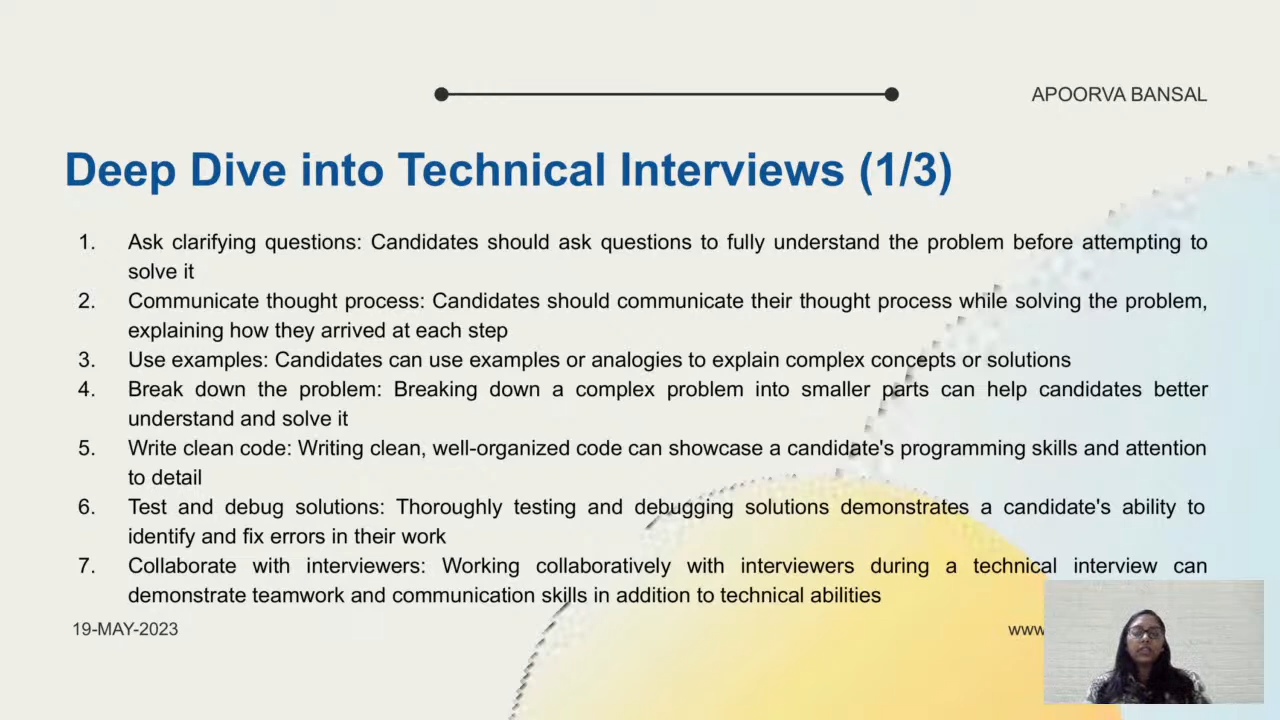 APOORVA BANSAL
Deep Dive into Technical Interviews (1/3)
1. Ask clarifying questions: Candidates should ask questions to fully understand the problem before attempting to
solve it
2. Communicate thought process: Candidates should communicate their thought process while solving the problem,
explaining how they arrived at each step
3. Use examples: Candidates can use examples or analogies to explain complex concepts or solutions
4. Break down the problem: Breaking down a complex problem into smaller parts can help candidates better
understand and solve it
5. Write clean code: Writing clean, well-organized code can showcase a candidate's programming skills and attention
to detail
6. Test and debug solutions: Thoroughly testing and debugging solutions demonstrates a candidate's ability to
identify and fix errors in their work
7. Collaborate with interviewers: Working collaboratively with interviewers during a technical interview can
demonstrate teamwork and communication skills in addition to technical abilities
19-MAY-2023
www